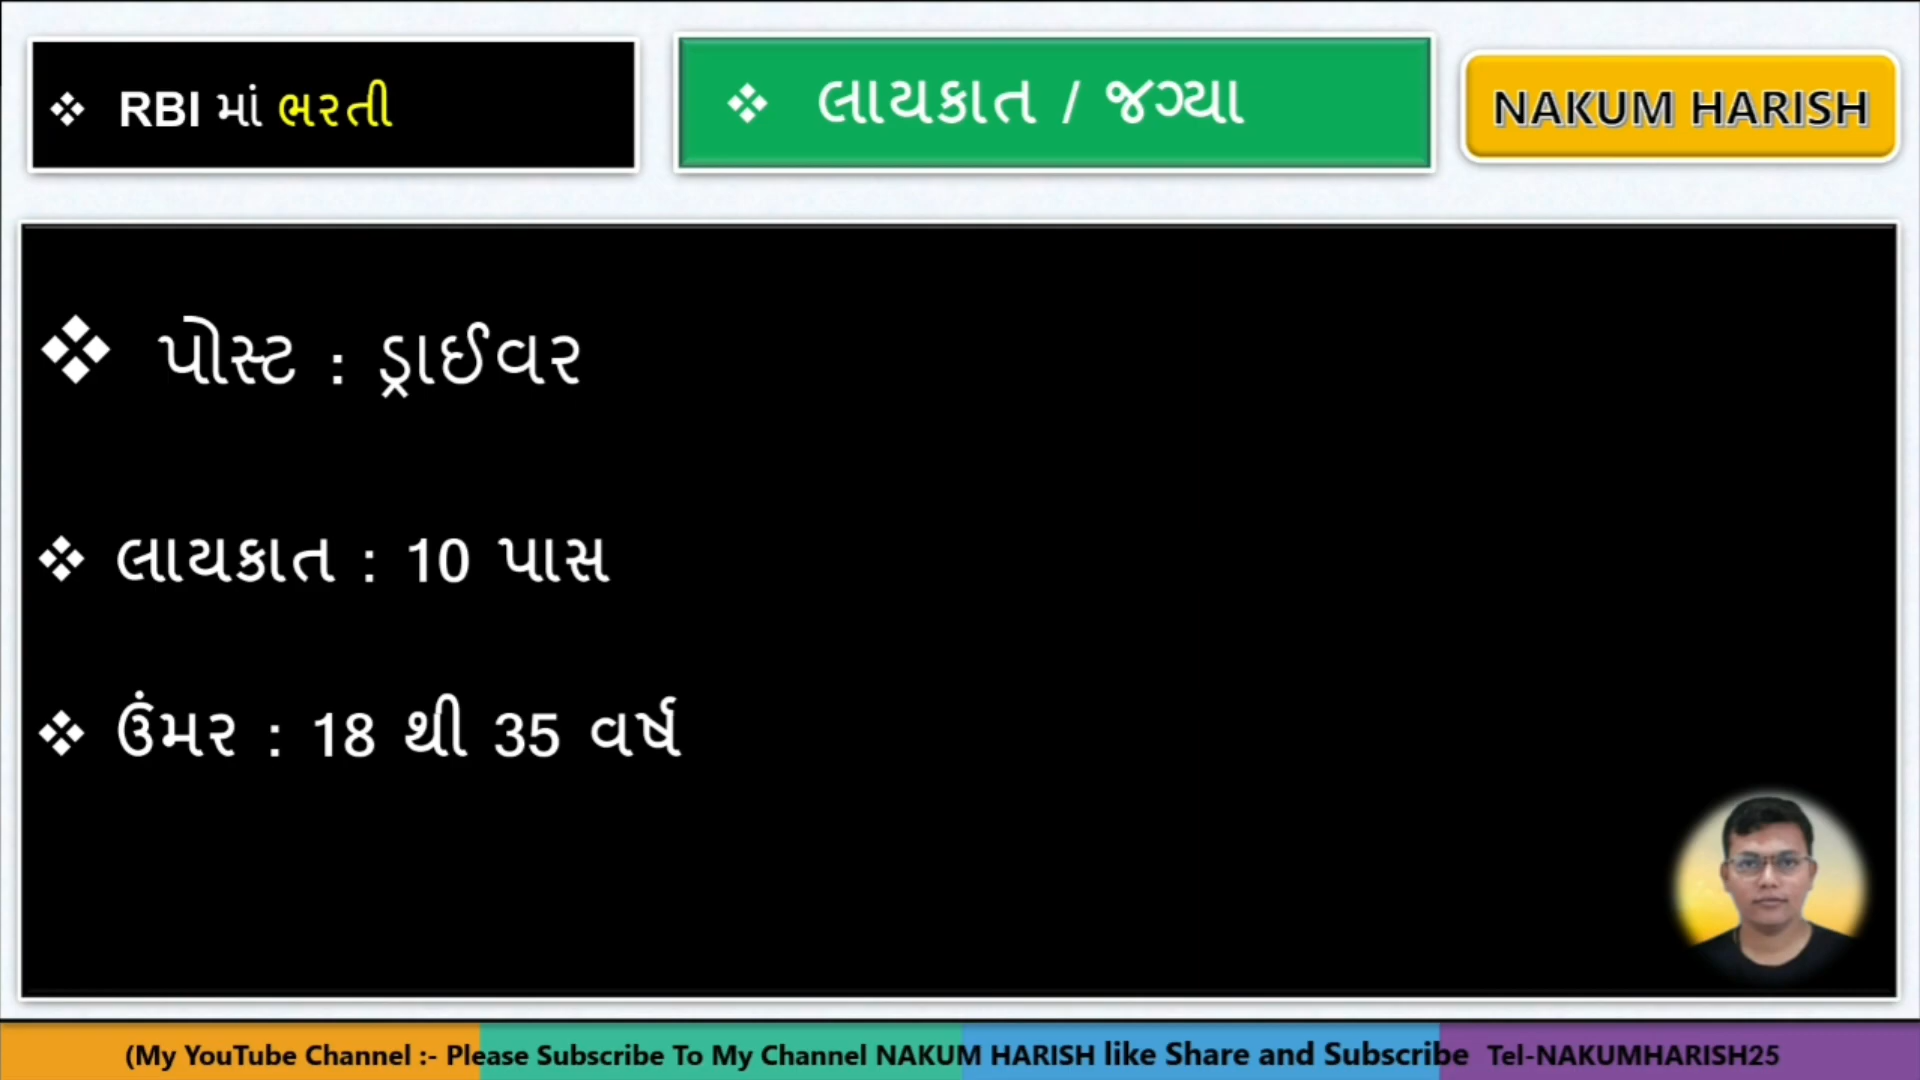 ❖ RBI માં ભરતી
❖ લાયકાત / જગ્યા
NAKUM HARISH
❖ પોસ્ટ : ડ્રાઈવર
❖ લાયકાત : 10 પાસ
❖ ઉંમર : 18 થી 35 વર્ષ
(My YouTube Channel :- Please Subscribe To My Channel NAKUM HARISH like Share and Subscribe Tel-NAKUMHARISH25